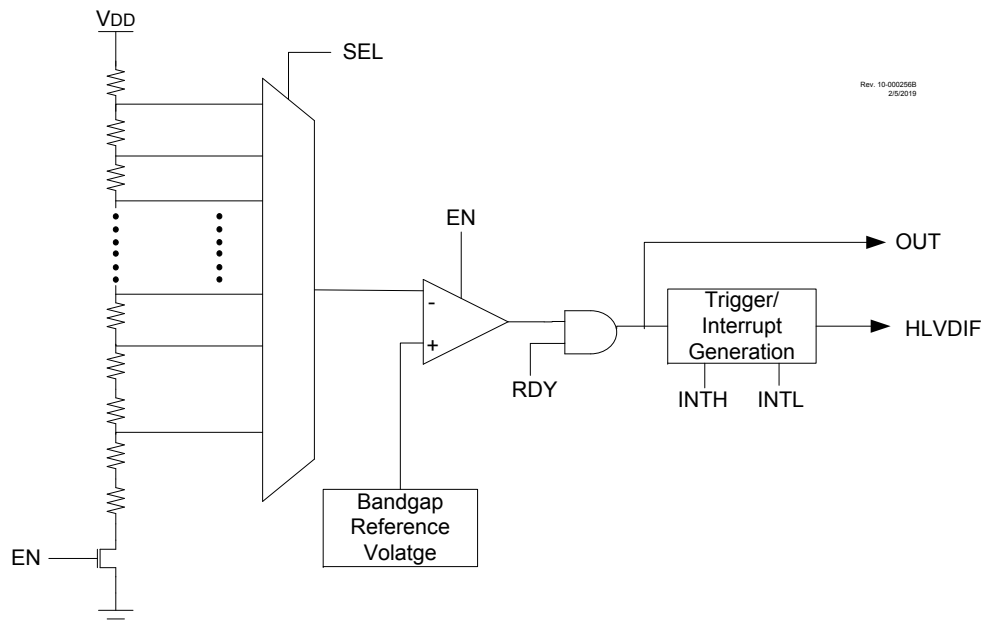 VDD
SEL
Rev. 10-000256B
2/5/2019
EN
OUT
-
+
Trigger/
Interrupt
Generation
HLVDIF
RDY
INTH
INTL
Bandgap
Reference
Volatge
EN